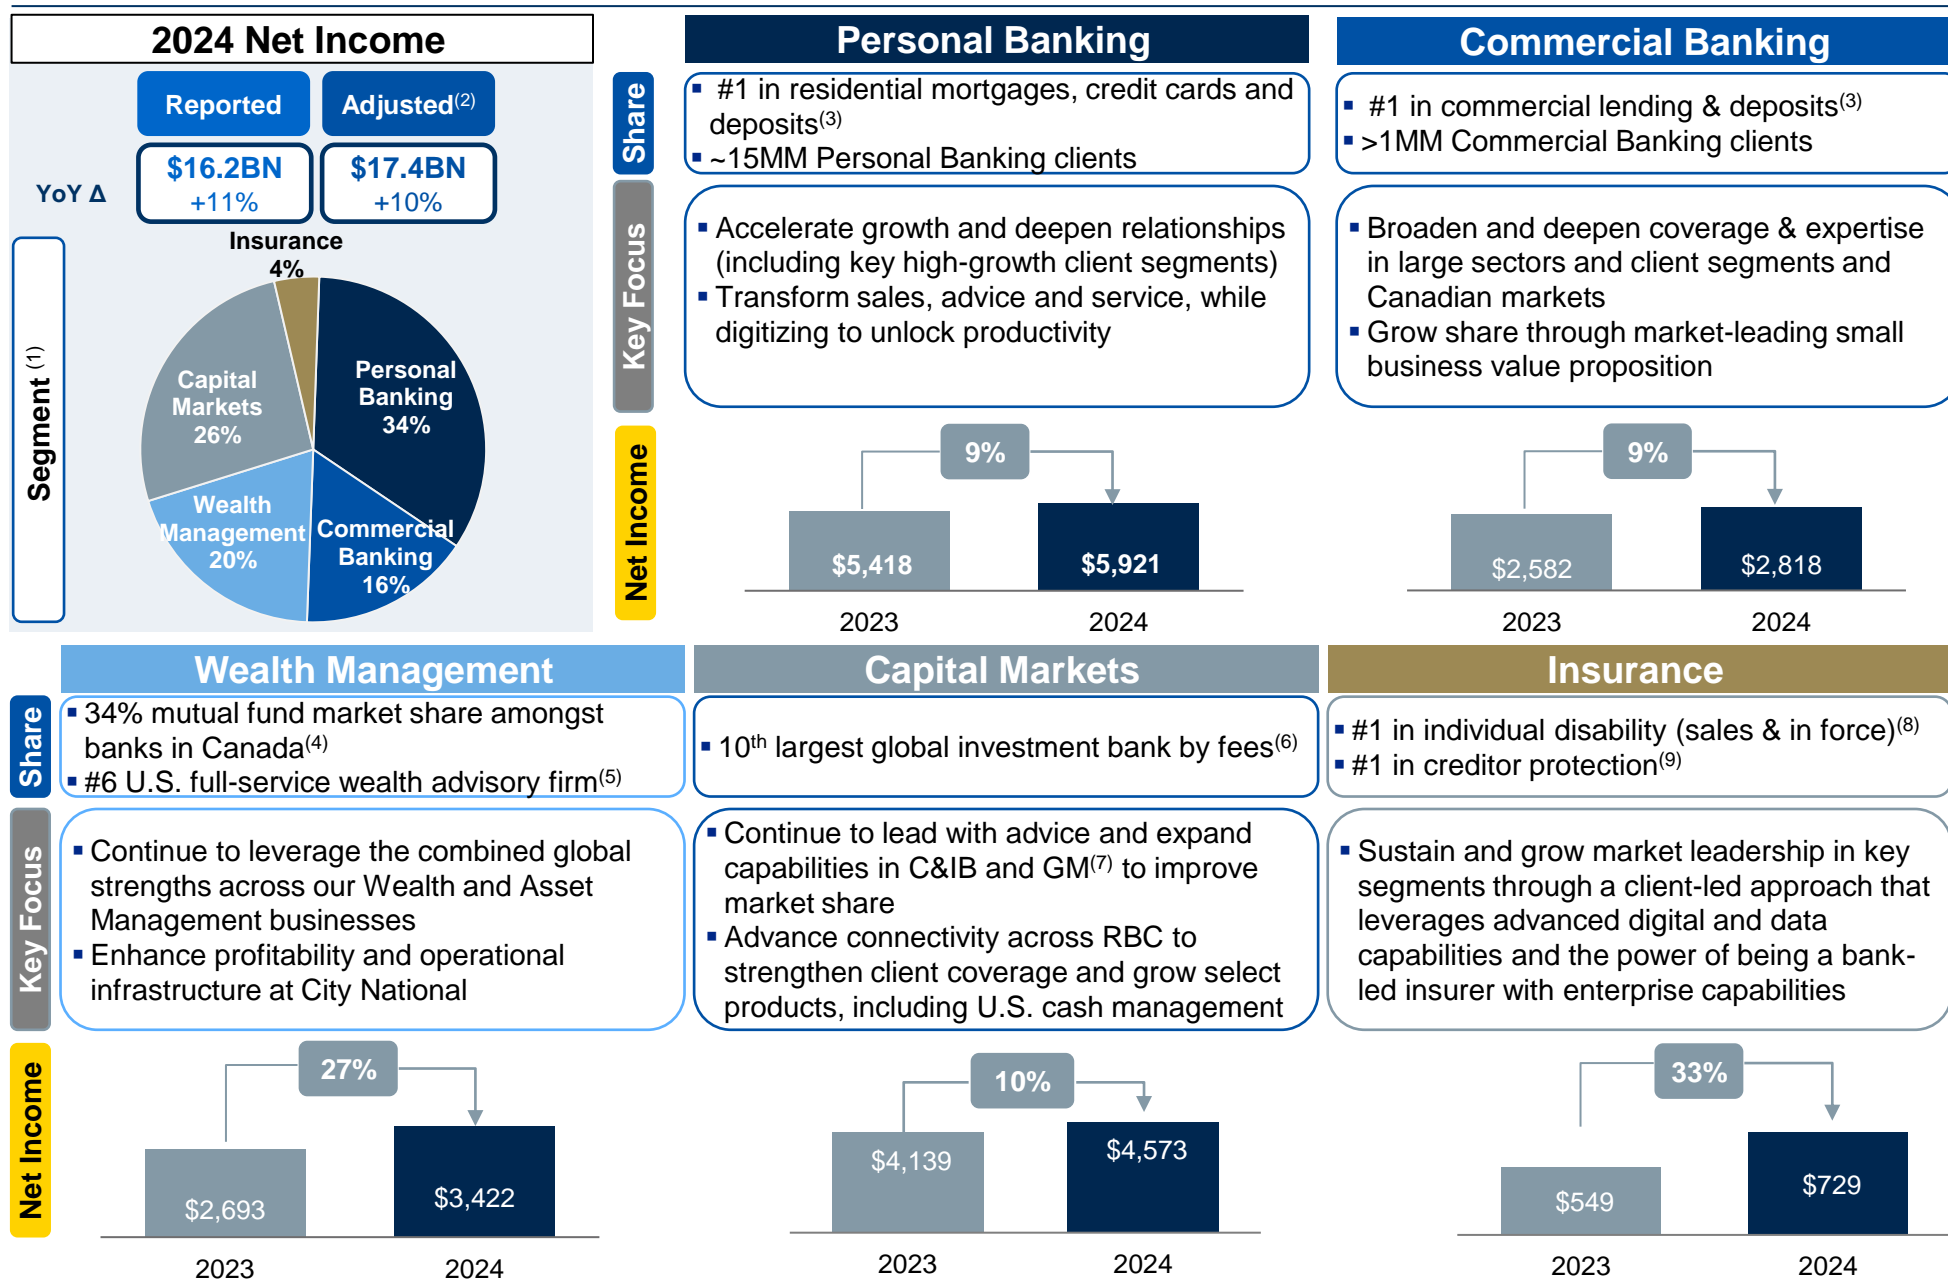 2024 Net Income
Reported
Adjusted(2)
YoY Δ
$16.2BN
+11%
$17.4BN
+10%
Segment (1)
Insurance
4%
Personal
Banking
34%
Capital
Markets
26%
Wealth
Management
20%
Commercial
Banking
16%
Personal Banking
Share
#1 in residential mortgages, credit cards and
deposits(3)
~15MM Personal Banking clients
Key Focus
Accelerate growth and deepen relationships
(including key high-growth client segments)
Transform sales, advice and service, while
digitizing to unlock productivity
Net Income
9%
$5,418
$5,921
2023
2024
Commercial Banking
#1 in commercial lending & deposits(3)
>1MM Commercial Banking clients
Broaden and deepen coverage & expertise
in large sectors and client segments and
Canadian markets
Grow share through market-leading small
business value proposition
9%
$2,582
$2,818
2023
2024
Wealth Management
Share
34% mutual fund market share amongst
banks in Canada(4)
#6 U.S. full-service wealth advisory firm(5)
Key Focus
Continue to leverage the combined global
strengths across our Wealth and Asset
Management businesses
Enhance profitability and operational
infrastructure at City National
Net Income
27%
$2,693
$3,422
2023
2024
Capital Markets
10th largest global investment bank by fees(6)
Continue to lead with advice and expand
capabilities in C&IB and GM(7) to improve
market share
Advance connectivity across RBC to
strengthen client coverage and grow select
products, including U.S. cash management
10%
$4,139
$4,573
2023
2024
Insurance
#1 in individual disability (sales & in force)(8)
#1 in creditor protection(9)
Sustain and grow market leadership in key
segments through a client-led approach that
leverages advanced digital and data
capabilities and the power of being a bank-
led insurer with enterprise capabilities
33%
$549
$729
2023
2024